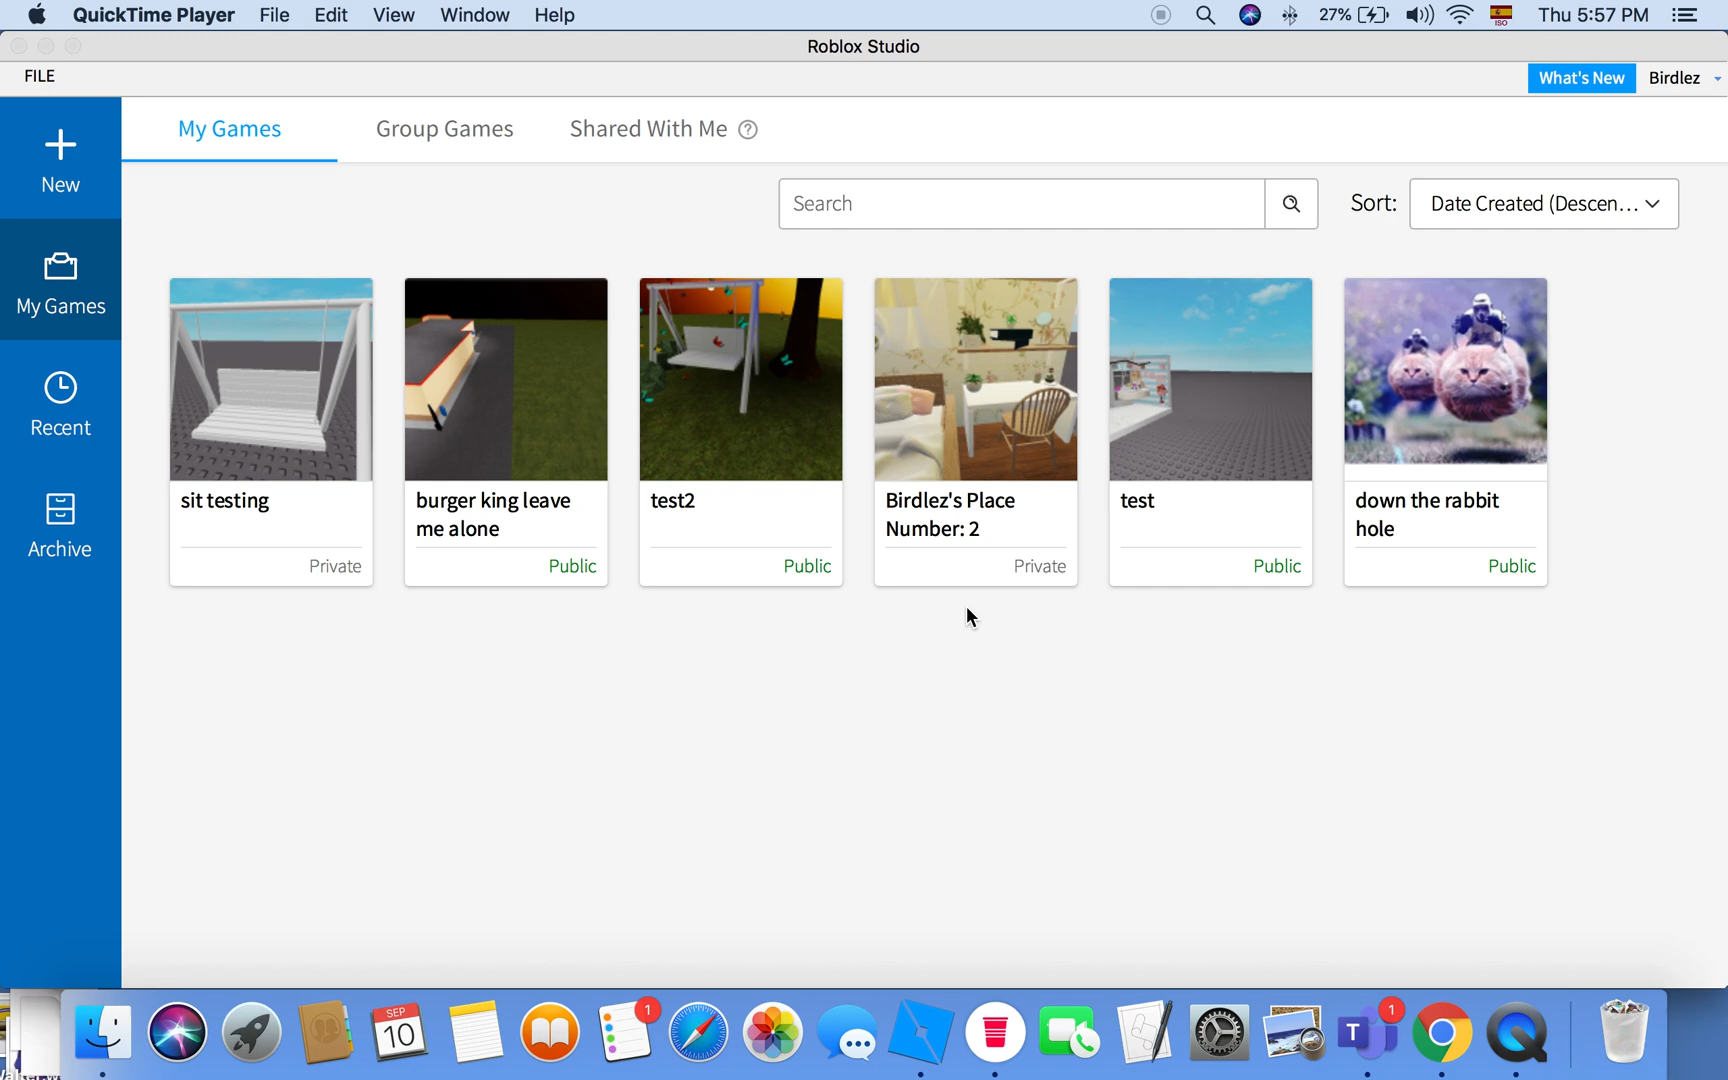 QuickTime Player File Edit View Window Help 27% ISO Thu 5:57 PM
Roblox Studio
FILE What's New Birdlez
New
My Games
Recent
Archive
My Games Group Games Shared With Me ?
Search Sort: Date Created (Descen...
sit testing
Private
burger king leave
me alone
Public
test2
Public
Birdlez's Place
Number: 2
Private
test
Public
down the rabbit
hole
Public
SEP
10
1
T
1